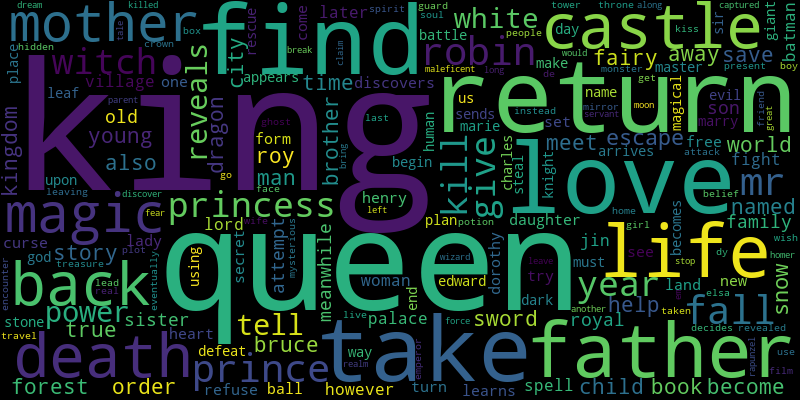 dream killed
mother find castle
guard soul come later rescue spirit
tower throne along captured
kiss sir giant batman
box crown take hidden place
witch city robin white battle people day
fairy away save boy
village one reveals appears time break claim make master present
king return
maleficent long de would monster get
leaf discovers us name evil son
kingdom parent ghost old young roy form dragon brother human sends marie set mirror servant moon magical friend great
also last begin kill give charles steal instead meet escape free marry world
man bring knight arrives attack fight
upon go face love belief
leaving discover henry
magic princess left daughter home named mr
fear lord wife plan potion family
curse lady queen life becomes girl wish
god story plot using secret attempt mysterious meanwhile woman edward dorothy jin see dy homer
treasure wizard try must stop land new snow
encounter back lead real eventually live end dark leave year elsa
power tell palace sword another help taken fall
stone true sister bruce force royal decides revealed
travel heart way emperor take father rapunzel use
death defeat prince realm film
forest order refuse ball however turn learns spell child book become